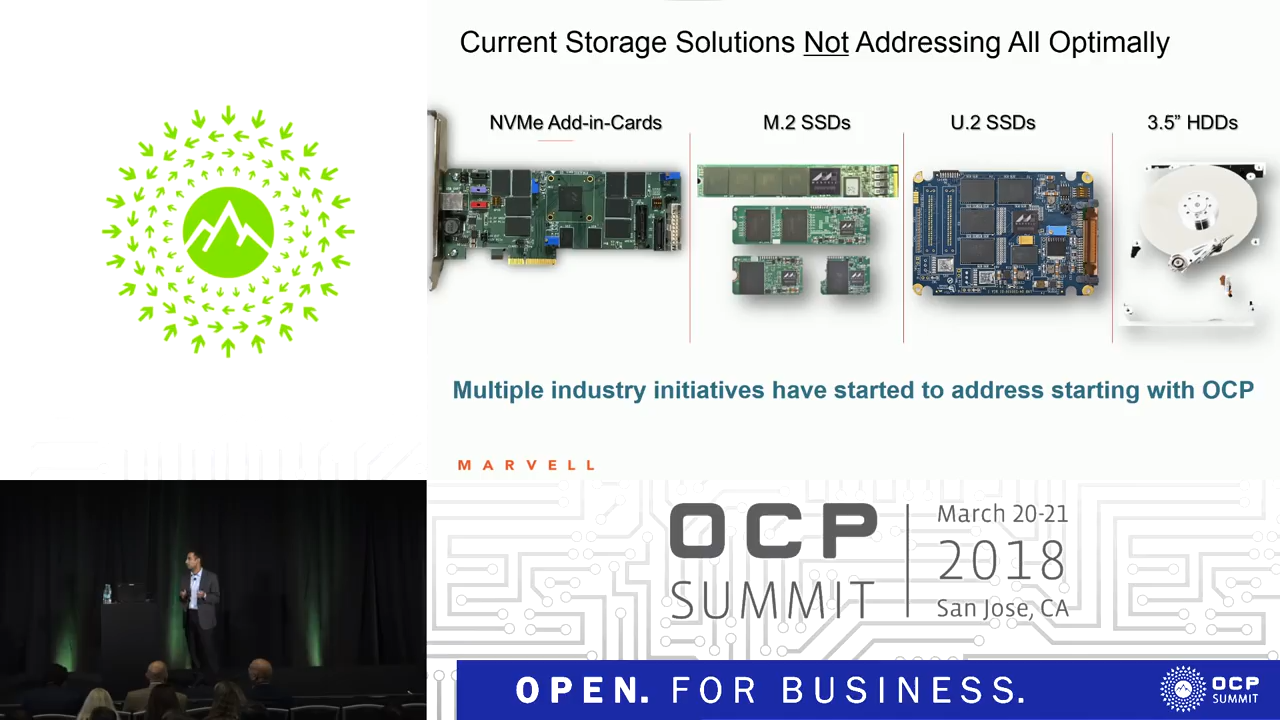 Current Storage Solutions Not Addressing All Optimally
NVMe Add-in-Cards
M.2 SSDs
U.2 SSDs
3.5” HDDs
Multiple industry initiatives have started to address starting with OCP
MARVELL
OCP
SUMMIT
March 20-21
2018
San Jose, CA
OPEN. FOR BUSINESS.
OCP
SUMMIT